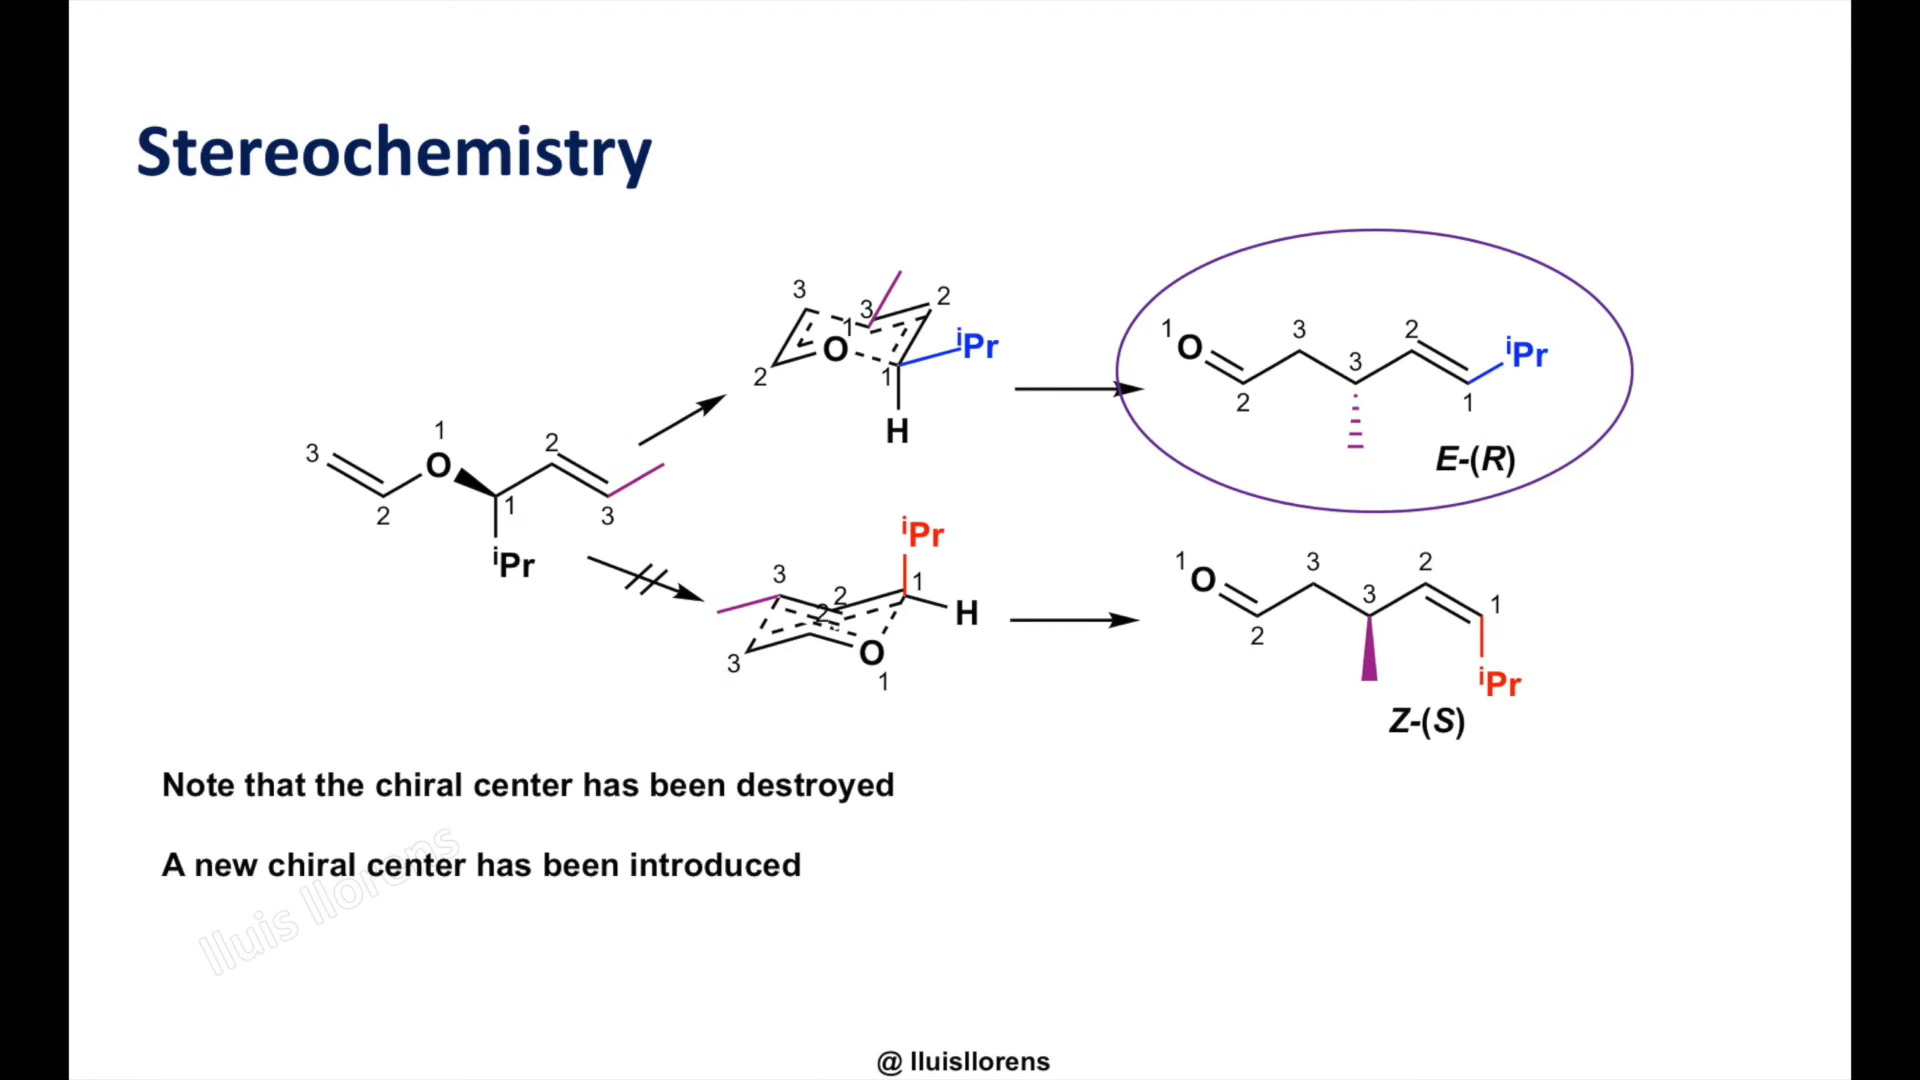 Stereochemistry
3
1
3
2
O
iPr
2
1
H
1
O
2
3
3
2
1
iPr
E-(R)
3
2
1
O
1
2
3
iPr
iPr
3
2
2
1
H
3
O
1
1
O
2
3
3
2
1
iPr
Z-(S)
Note that the chiral center has been destroyed
A new chiral center has been introduced
lluis llorens
@ lluisllorens